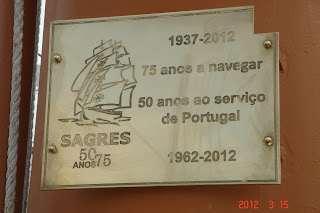 1937-2012
75 anos a navegar
50 anos ao serviço
de Portugal
SAGRES
50 75
ANOS
1962-2012
2012 3 15